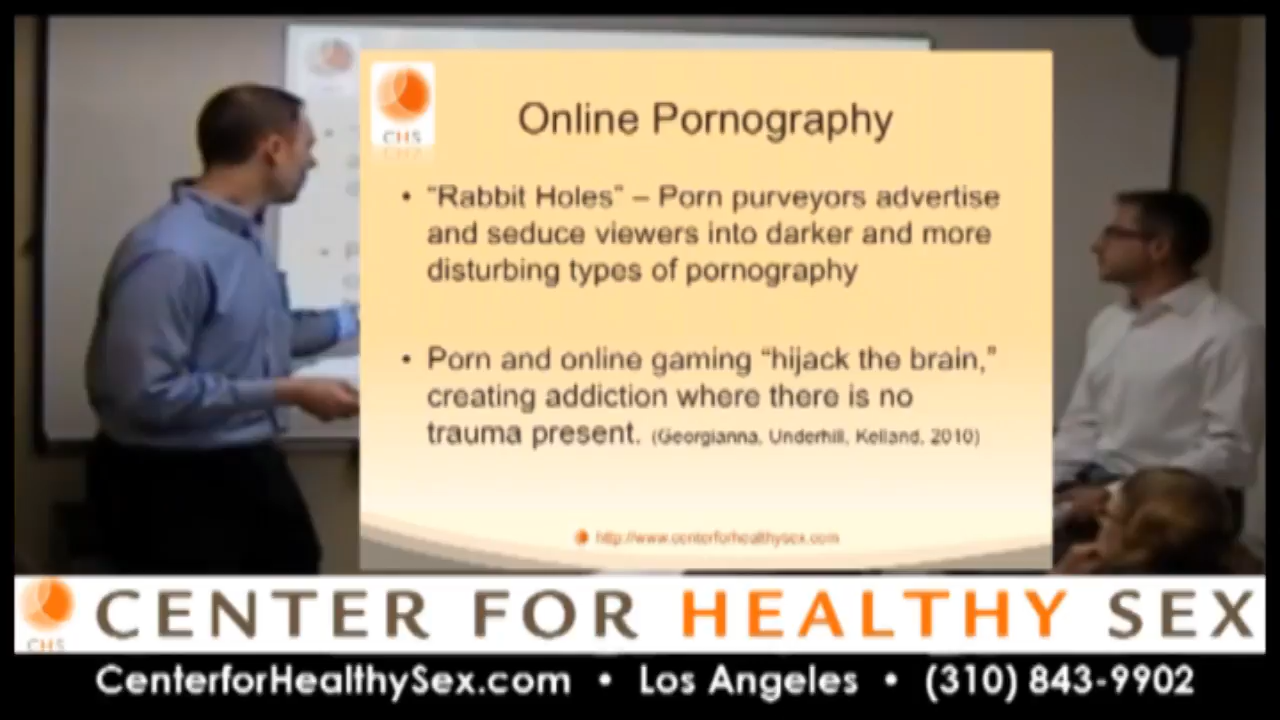 CHS
Online Pornography
• "Rabbit Holes" – Porn purveyors advertise
and seduce viewers into darker and more
disturbing types of pornography
• Porn and online gaming "hijack the brain,"
creating addiction where there is no
trauma present. (Georgianna, Underhill, Kelland, 2010)
http://www.centerforhealthysex.com
CHS
CENTER FOR HEALTHY SEX
CenterforHealthySex.com • Los Angeles • (310) 843-9902